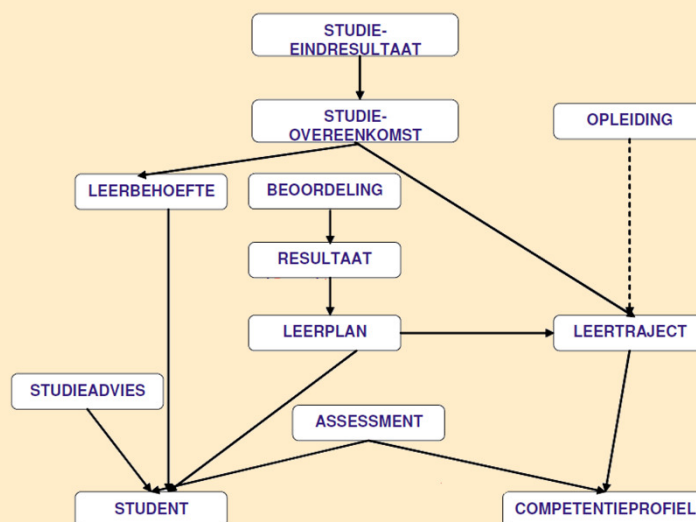 STUDIE-
EINDRESULTAAT
STUDIE-
OVEREENKOMST
OPLEIDING
LEERBEHOEFTE
BEOORDELING
RESULTAAT
LEERPLAN
LEERTRAJECT
STUDIEADVIES
ASSESSMENT
STUDENT
COMPETENTIEPROFIEL